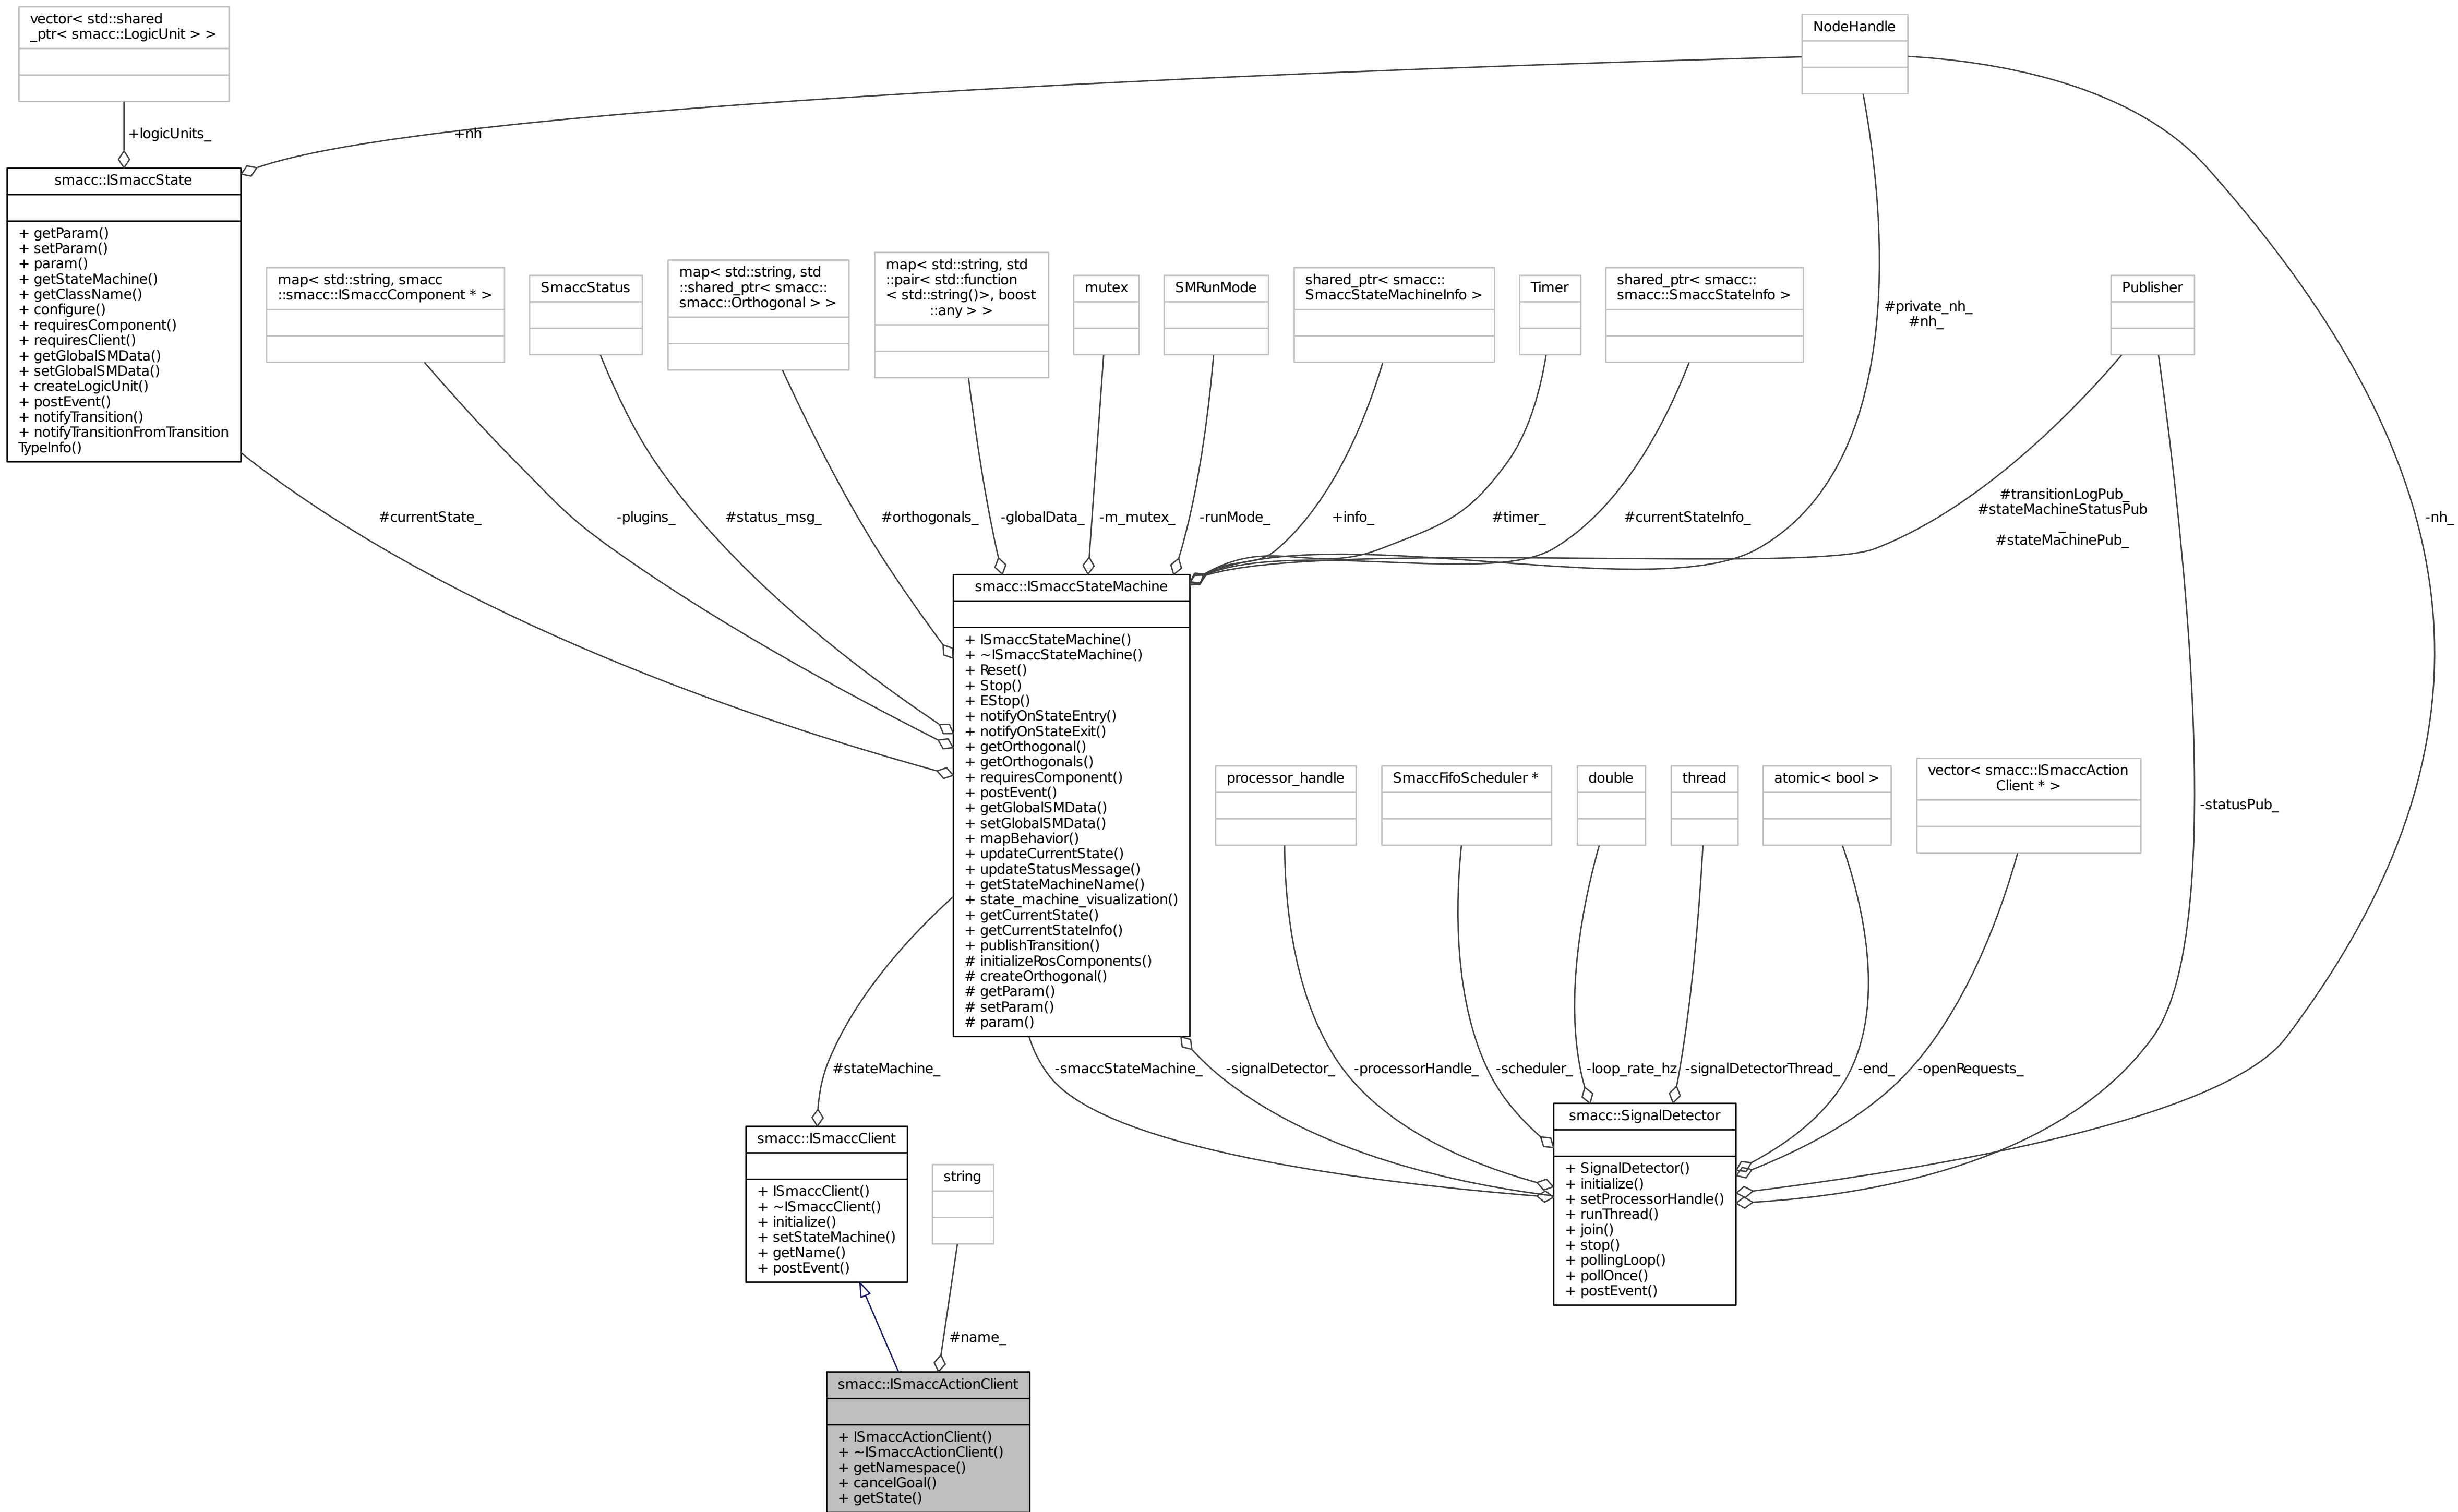 vector< std::shared
_ptr< smacc::LogicUnit > >
NodeHandle
+logicUnits_
+nh
smacc::ISmaccState
+ getParam()
+ setParam()
+ param()
+ getStateMachine()
+ getClassName()
+ configure()
+ requiresComponent()
+ requiresClient()
+ getGlobalSMData()
+ setGlobalSMData()
+ createLogicUnit()
+ postEvent()
+ notifyTransition()
+ notifyTransitionFromTransition
TypeInfo()
map< std::string, smacc
::smacc::ISmaccComponent * >
SmaccStatus
map< std::string, std
::shared_ptr< smacc::
smacc::Orthogonal > >
map< std::string, std
::pair< std::function
< std::string()>, boost
::any > >
mutex
SMRunMode
shared_ptr< smacc::
SmaccStateMachineInfo >
Timer
shared_ptr< smacc::
smacc::SmaccStateInfo >
#private_nh_
#nh_
Publisher
#currentState_
-plugins_
#status_msg_
#orthogonals_
-globalData_
-m_mutex_
-runMode_
+info_
#timer_
#currentStateInfo_
#transitionLogPub_
#stateMachineStatusPub
_
#stateMachinePub_
-nh_
smacc::ISmaccStateMachine
+ ISmaccStateMachine()
+ ~ISmaccStateMachine()
+ Reset()
+ Stop()
+ EStop()
+ notifyOnStateEntry()
+ notifyOnStateExit()
+ getOrthogonal()
+ getOrthogonals()
+ requiresComponent()
+ postEvent()
+ getGlobalSMData()
+ setGlobalSMData()
+ mapBehavior()
+ updateCurrentState()
+ updateStatusMessage()
+ getStateMachineName()
+ state_machine_visualization()
+ getCurrentState()
+ getCurrentStateInfo()
+ publishTransition()
# initializeRosComponents()
# createOrthogonal()
# getParam()
# setParam()
# param()
processor_handle
SmaccFifoScheduler *
double
thread
atomic< bool >
vector< smacc::ISmaccAction
Client * >
-statusPub_
#stateMachine_
-smaccStateMachine_
-signalDetector_
-processorHandle_
-scheduler_
-loop_rate_hz
-signalDetectorThread_
-end_
-openRequests_
smacc::SignalDetector
+ SignalDetector()
+ initialize()
+ setProcessorHandle()
+ runThread()
+ join()
+ stop()
+ pollingLoop()
+ pollOnce()
+ postEvent()
smacc::ISmaccClient
+ ISmaccClient()
+ ~ISmaccClient()
+ initialize()
+ setStateMachine()
+ getName()
+ postEvent()
string
#name_
smacc::ISmaccActionClient
+ ISmaccActionClient()
+ ~ISmaccActionClient()
+ getNamespace()
+ cancelGoal()
+ getState()